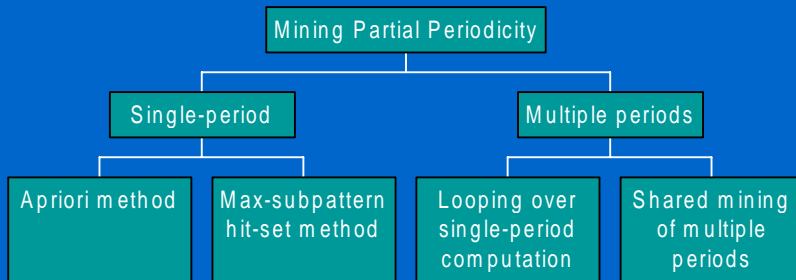 Mining Partial Periodicity
Single-period
Multiple periods
Apriori method
Max-subpattern
hit-set method
Looping over
single-period
computation
Shared mining
of multiple
periods